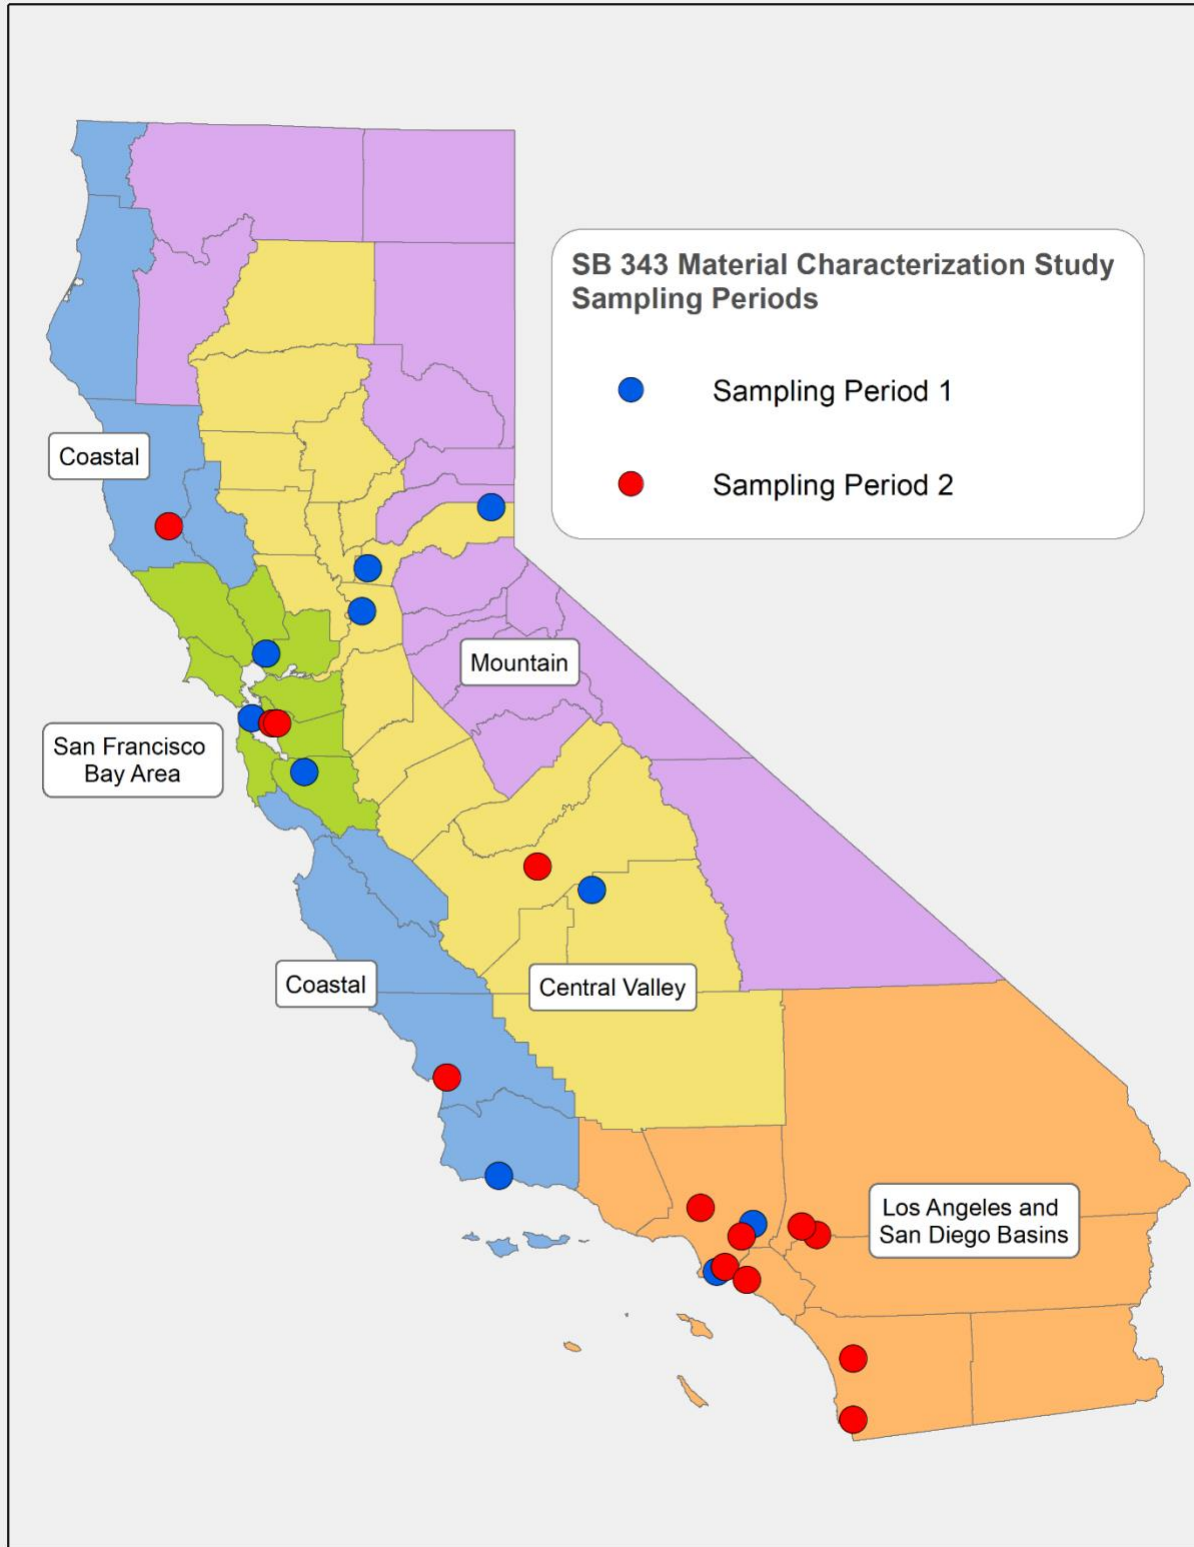 SB 343 Material Characterization Study
Sampling Periods
Sampling Period 1
Sampling Period 2
Coastal
Mountain
San Francisco
Bay Area
Coastal
Central Valley
Los Angeles and
San Diego Basins